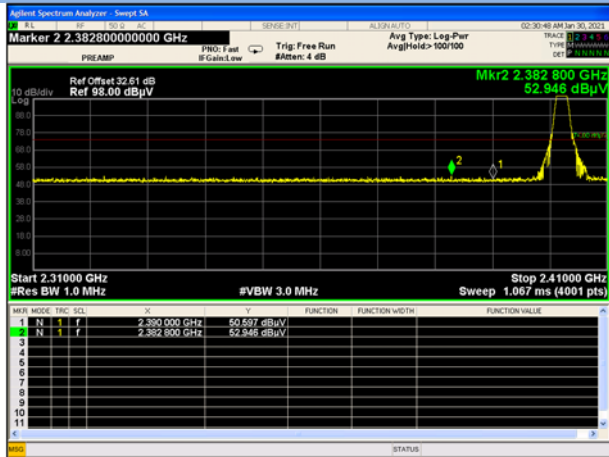 Agilent Spectrum Analyzer - Swept SA
RL RF 50 Ω AC SENSE:INT ALIGN AUTO 02:30:48 AM Jan 30, 2021
Marker 2 2.382800000000 GHz
PREAMP
PNO: Fast
IFGain:Low
Trig: Free Run
#Atten: 4 dB
Avg Type: Log-Pwr
Avg|Hold:> 100/100
TRACE 1 2 3 4 5 6
TYPE M
DET P N N N N N
Ref Offset 32.61 dB
10 dB/div Ref 98.00 dBµV
Log
Mkr2 2.382 800 GHz
52.946 dBµV
88.0
78.0
68.0
58.0
48.0
38.0
28.0
18.0
8.00
2
1
Start 2.31000 GHz Stop 2.41000 GHz
#Res BW 1.0 MHz #VBW 3.0 MHz Sweep 1.067 ms (4001 pts)
MKR MODE TRC SCL X Y FUNCTION FUNCTION WIDTH FUNCTION VALUE
1 N 1 f 2.390 000 GHz 50.597 dBµV
2 N 1 f 2.382 800 GHz 52.946 dBµV
3
4
5
6
7
8
9
10
11
MSG STATUS